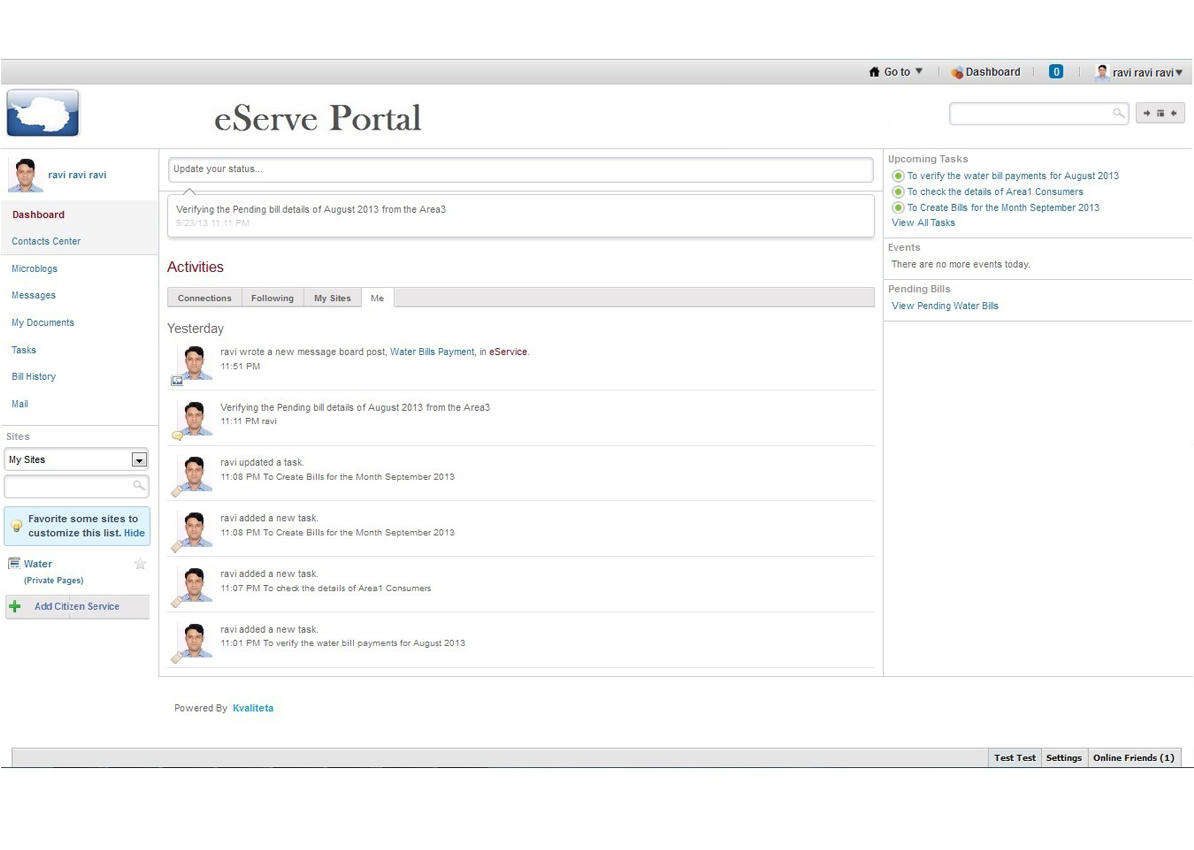 Go to
Dashboard
0
ravi ravi ravi
eServe Portal
ravi ravi ravi
Dashboard
Contacts Center
Microblogs
Messages
My Documents
Tasks
Bill History
Mail
Sites
My Sites
Favorite some sites to
customize this list. Hide
Water
(Private Pages)
Add Citizen Service
Update your status...
Verifying the Pending bill details of August 2013 from the Area3
9/23/13 11:11 PM
Activities
Connections Following My Sites Me
Yesterday
ravi wrote a new message board post, Water Bills Payment, in eService.
11:51 PM
Verifying the Pending bill details of August 2013 from the Area3
11:11 PM ravi
ravi updated a task.
11:08 PM To Create Bills for the Month September 2013
ravi added a new task.
11:08 PM To Create Bills for the Month September 2013
ravi added a new task.
11:07 PM To check the details of Area1 Consumers
ravi added a new task.
11:01 PM To verify the water bill payments for August 2013
Upcoming Tasks
To verify the water bill payments for August 2013
To check the details of Area1 Consumers
To Create Bills for the Month September 2013
View All Tasks
Events
There are no more events today.
Pending Bills
View Pending Water Bills
Powered By Kvaliteta
Test Test Settings Online Friends (1)